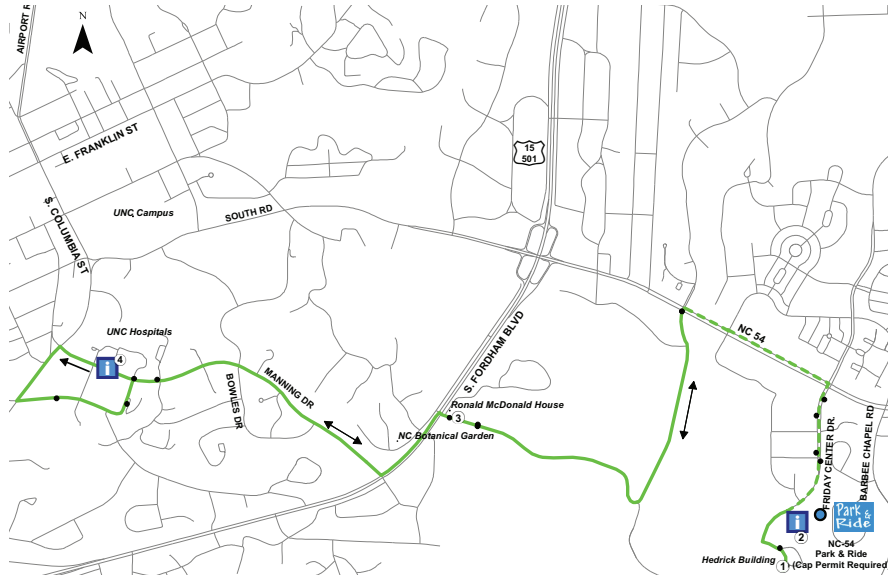 N
AIRPORT R
E. FRANKLIN ST
15
501
S. COLUMBIA ST
UNC Campus
SOUTH RD
UNC Hospitals
i
4
NC 54
S. FORDHAM BLVD
MANNING DR
BOWLES DR
Ronald McDonald House
3
NC Botanical Garden
FRIDAY CENTER DR.
BARBEE CHAPEL RD
Park
&
Ride
i
2
NC-54
Park & Ride
(Cap Permit Required
Hedrick Building
1